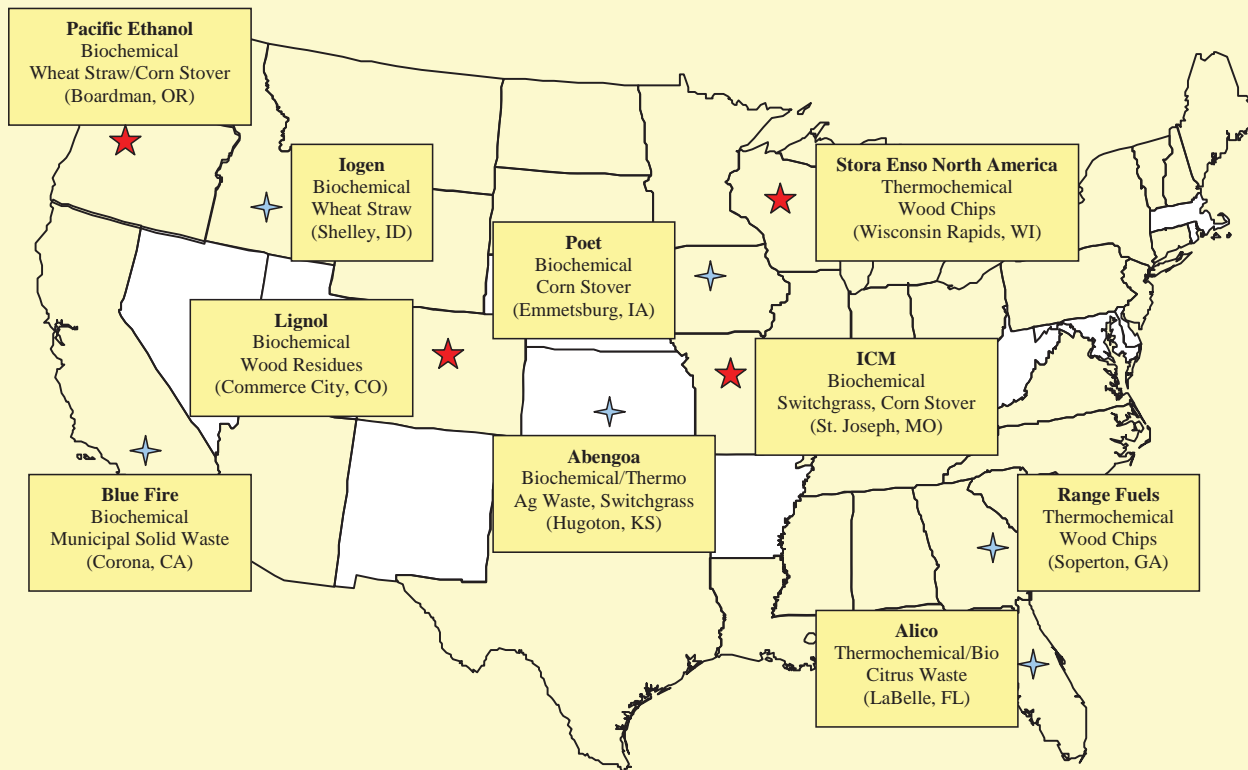 Pacific Ethanol
Biochemical
Wheat Straw/Corn Stover
(Boardman, OR)
Iogen
Biochemical
Wheat Straw
(Shelley, ID)
Stora Enso North America
Thermochemical
Wood Chips
(Wisconsin Rapids, WI)
Poet
Biochemical
Corn Stover
(Emmetsburg, IA)
Lignol
Biochemical
Wood Residues
(Commerce City, CO)
ICM
Biochemical
Switchgrass, Corn Stover
(St. Joseph, MO)
Abengoa
Biochemical/Thermo
Ag Waste, Switchgrass
(Hugoton, KS)
Blue Fire
Biochemical
Municipal Solid Waste
(Corona, CA)
Range Fuels
Thermochemical
Wood Chips
(Soperton, GA)
Alico
Thermochemical/Bio
Citrus Waste
(LaBelle, FL)